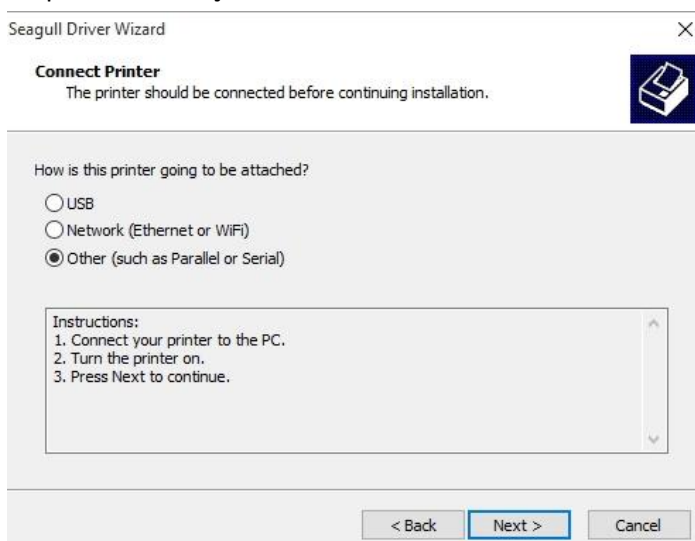 Seagull Driver Wizard
Connect Printer
The printer should be connected before continuing installation.
How is this printer going to be attached?
USB
Network (Ethernet or WiFi)
Other (such as Parallel or Serial)
Instructions:
1. Connect your printer to the PC.
2. Turn the printer on.
3. Press Next to continue.
< Back Next > Cancel